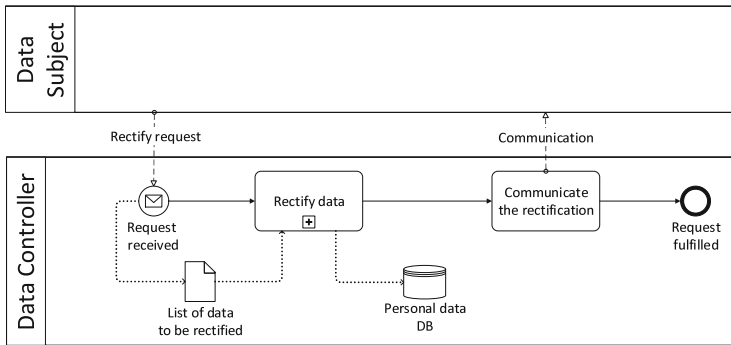 Data
Subject
Rectify request
Communication
Data Controller
Request
received
Rectify data
Communicate
the rectification
Request
fulfilled
List of data
to be rectified
Personal data
DB